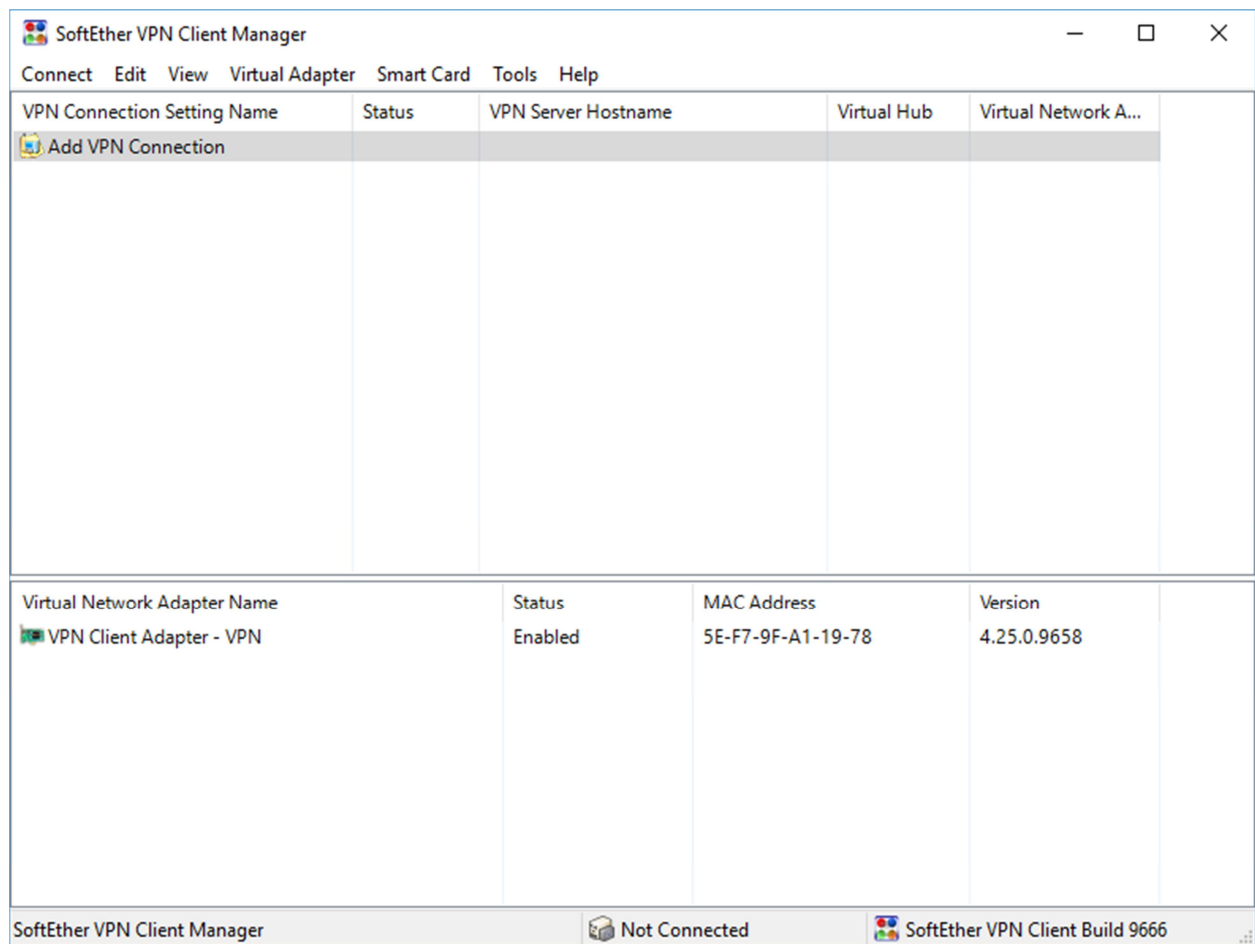 SoftEther VPN Client Manager
Connect Edit View Virtual Adapter Smart Card Tools Help
VPN Connection Setting Name Status VPN Server Hostname Virtual Hub Virtual Network A...
Add VPN Connection
Virtual Network Adapter Name Status MAC Address Version
VPN Client Adapter - VPN Enabled 5E-F7-9F-A1-19-78 4.25.0.9658
SoftEther VPN Client Manager Not Connected SoftEther VPN Client Build 9666